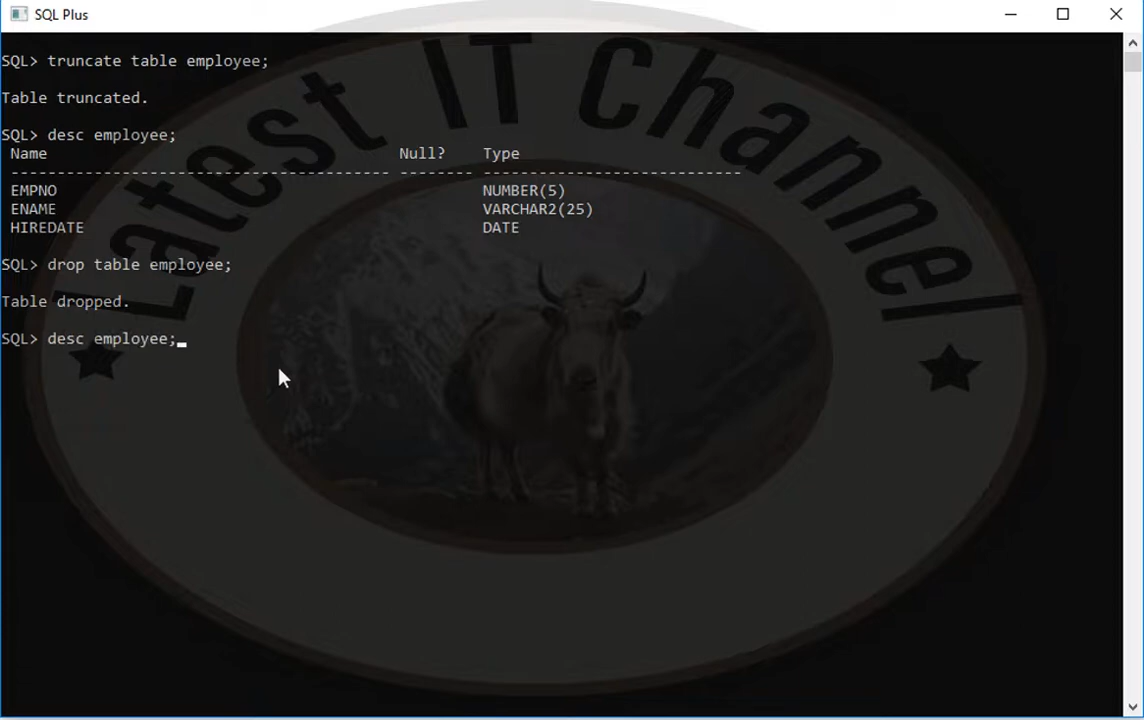 SQL Plus
SQL> truncate table employee;
Table truncated.
SQL> desc employee;
Name Null? Type
----------------------------------------- -------- ----------------------------
EMPNO NUMBER(5)
ENAME VARCHAR2(25)
HIREDATE DATE
SQL> drop table employee;
Table dropped.
SQL> desc employee;
Latest IT Channel